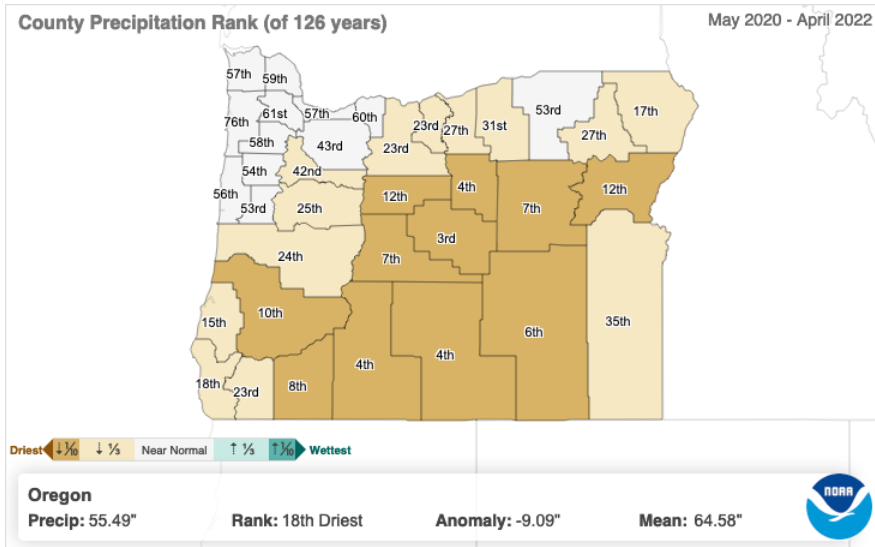 County Precipitation Rank (of 126 years)
May 2020 - April 2022
57th 59th
76th 61st 57th 60th 23rd 23rd 27th 31st 53rd 27th 17th
58th 43rd
54th 42nd
56th 53rd 25th 12th 4th 7th 12th
24th 7th 3rd
15th 10th 6th 35th
18th 23rd 8th 4th 4th
Driest ↓⅒ ↓ ⅓ Near Normal ↑ ⅓ ↑⅒ Wettest
Oregon
Precip: 55.49" Rank: 18th Driest Anomaly: -9.09" Mean: 64.58"
NOAA